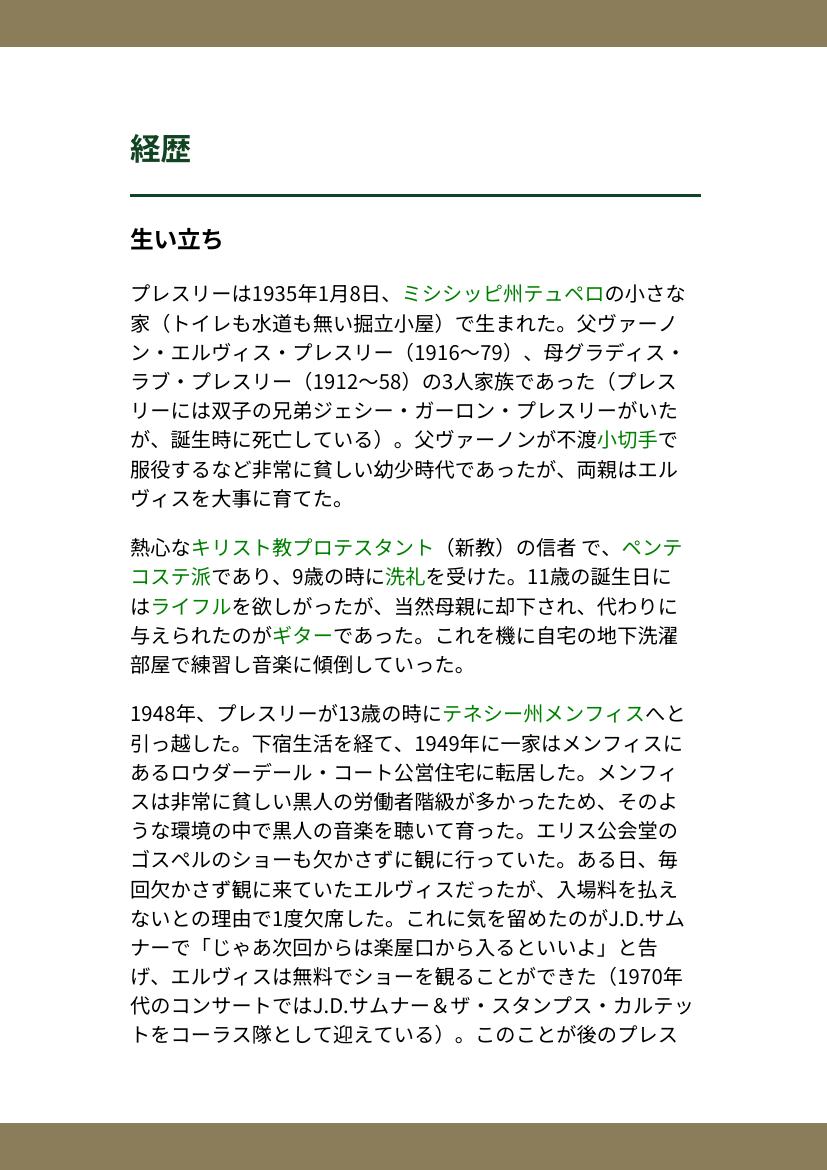 経歴
生い立ち
プレスリーは1935年1月8日、ミシシッピ州テュペロの小さな
家（トイレも水道も無い掘立小屋）で生まれた。父ヴァーノ
ン・エルヴィス・プレスリー（1916〜79）、母グラディス・
ラブ・プレスリー（1912〜58）の3人家族であった（プレス
リーには双子の兄弟ジェシー・ガーロン・プレスリーがいた
が、誕生時に死亡している）。父ヴァーノンが不渡小切手で
服役するなど非常に貧しい幼少時代であったが、両親はエル
ヴィスを大事に育てた。
熱心なキリスト教プロテスタント（新教）の信者 で、ペンテ
コステ派であり、9歳の時に洗礼を受けた。11歳の誕生日に
はライフルを欲しがったが、当然母親に却下され、代わりに
与えられたのがギターであった。これを機に自宅の地下洗濯
部屋で練習し音楽に傾倒していった。
1948年、プレスリーが13歳の時にテネシー州メンフィスへと
引っ越した。下宿生活を経て、1949年に一家はメンフィスに
あるロウダーデール・コート公営住宅に転居した。メンフィ
スは非常に貧しい黒人の労働者階級が多かったため、そのよ
うな環境の中で黒人の音楽を聴いて育った。エリス公会堂の
ゴスペルのショーも欠かさずに観に行っていた。ある日、毎
回欠かさず観に来ていたエルヴィスだったが、入場料を払え
ないとの理由で1度欠席した。これに気を留めたのがJ.D.サム
ナーで「じゃあ次回からは楽屋口から入るといいよ」と告
げ、エルヴィスは無料でショーを観ることができた（1970年
代のコンサートではJ.D.サムナー＆ザ・スタンプス・カルテッ
トをコーラス隊として迎えている）。このことが後のプレス